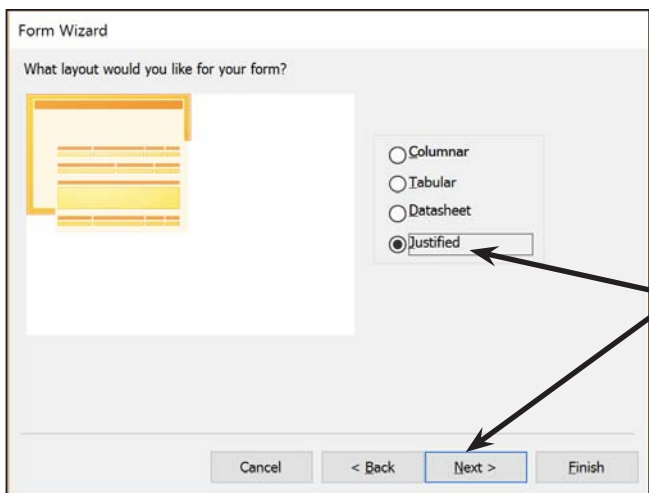 Form Wizard
What layout would you like for your form?
Columnar
Tabular
Datasheet
Justified
Cancel < Back Next > Finish